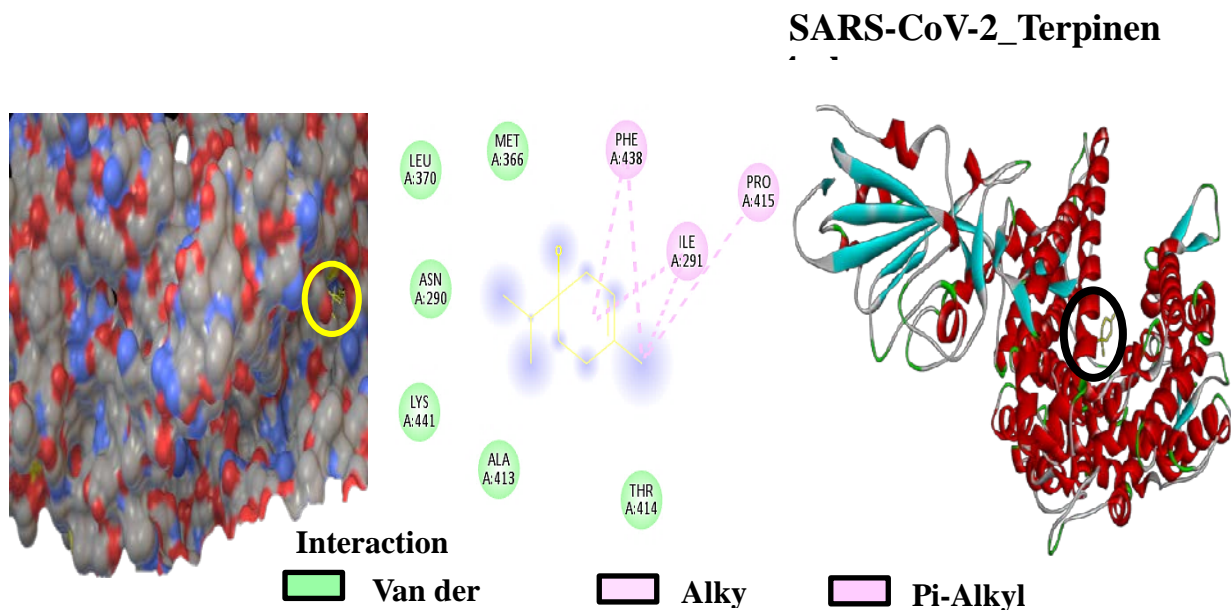 SARS-CoV-2_Terpinen
LEU
A:370
MET
A:366
PHE
A:438
PRO
A:415
ILE
A:291
ASN
A:290
LYS
A:441
ALA
A:413
THR
A:414
Interaction
Van der
Alky
Pi-Alkyl